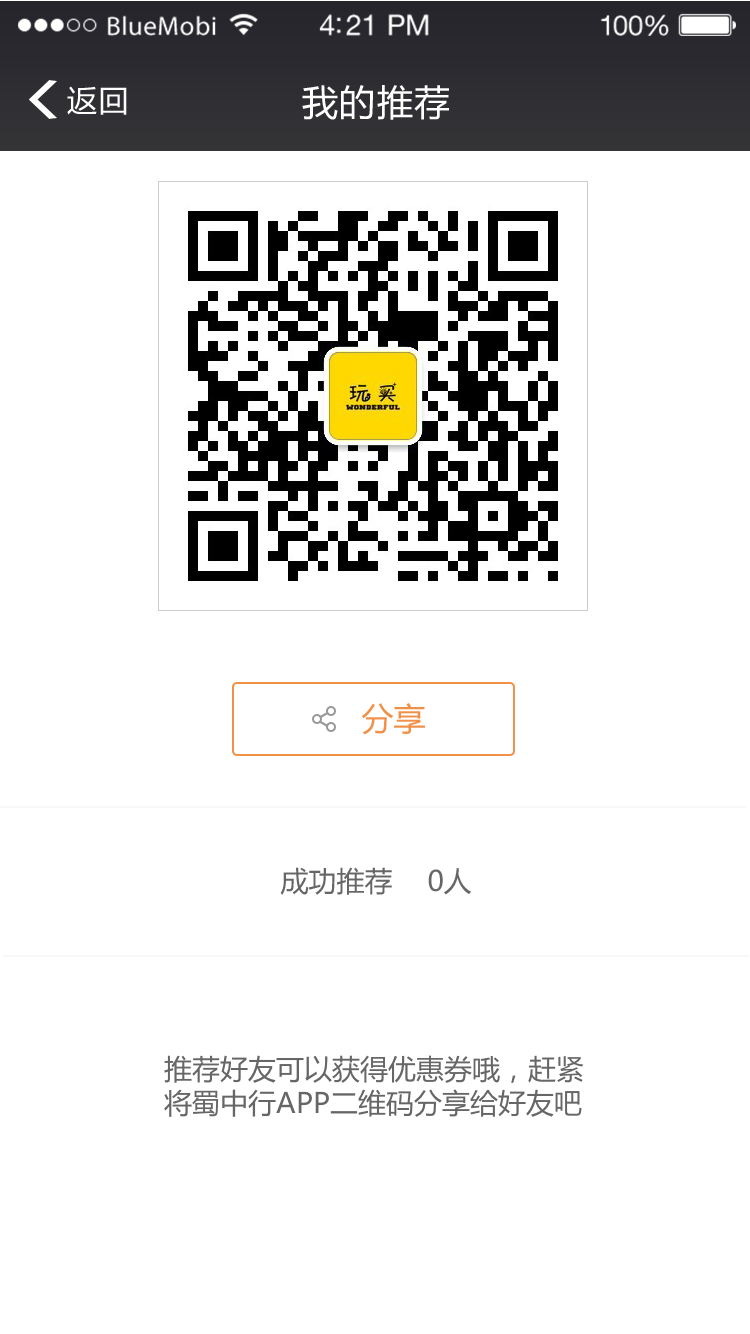 BlueMobi 4:21 PM 100%
返回 我的推荐
玩买
WONDERFUL
分享
成功推荐 0人
推荐好友可以获得优惠券哦，赶紧
将蜀中行APP二维码分享给好友吧